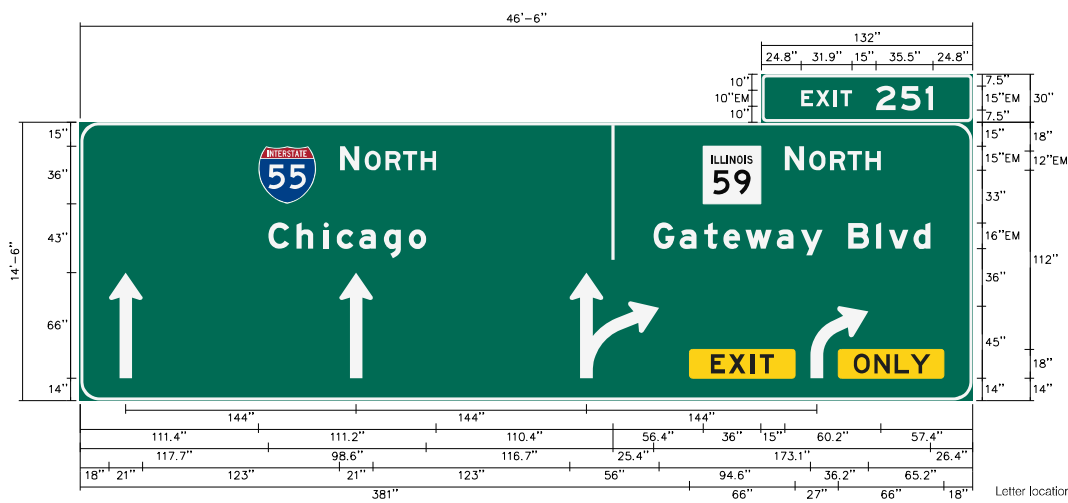 46'-6"
132"
24.8" 31.9" 15" 35.5" 24.8"
10" 7.5"
10"EM EXIT 251 15"EM 30"
10" 7.5"
15" 15" 18"
INTERSTATE 55 NORTH ILLINOIS 59 NORTH 15"EM 12"EM
36" 33"
14'-6" 43" Chicago Gateway Blvd 16"EM 112"
36"
66" 45"
EXIT ONLY 18"
14" 14" 14"
144" 144" 144"
111.4" 111.2" 110.4" 56.4" 36" 15" 60.2" 57.4"
117.7" 98.6" 116.7" 25.4" 173.1" 26.4"
18" 21" 123" 21" 123" 56" 94.6" 36.2" 65.2"
381" 66" 27" 66" 18"
Letter location